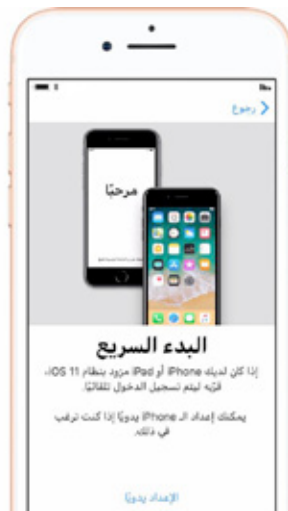 رجوع
مرحبًا
البدء السريع
إذا كان لديك iPhone أو iPad مزود بنظام iOS 11،
قرّبه ليتم تسجيل الدخول تلقائيًا.
يمكنك إعداد الـ iPhone يدويًا إذا كنت ترغب
في ذلك.
الإعداد يدويًا